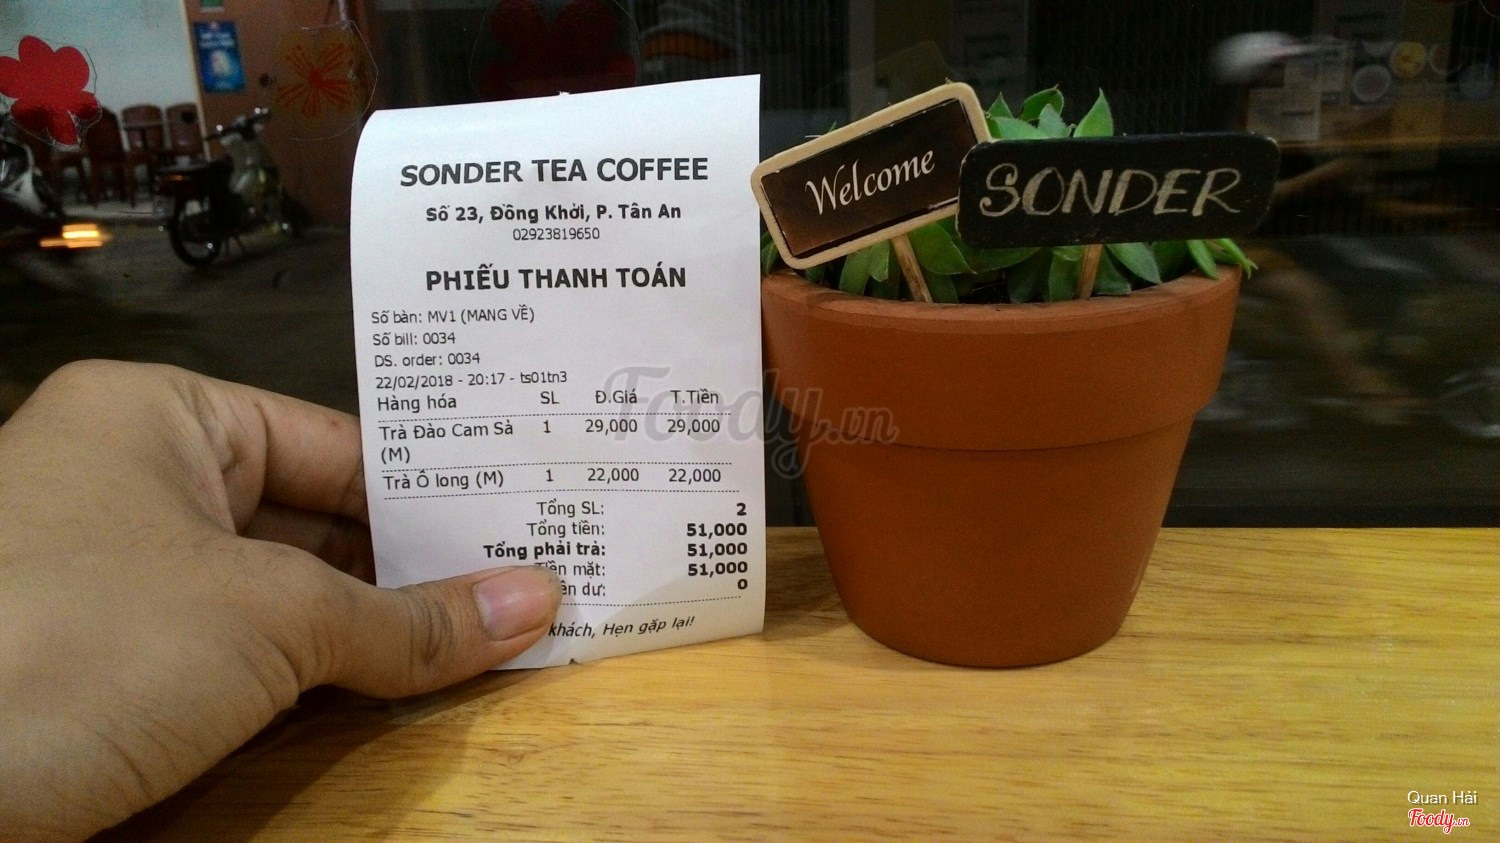 SONDER TEA COFFEE
Số 23, Đồng Khởi, P. Tân An
02923819650
PHIẾU THANH TOÁN
Số bàn: MV1 (MANG VỀ)
Số bill: 0034
DS. order: 0034
22/02/2018 - 20:17 - ts01tn3
Hàng hóa SL Đ.Giá T.Tiền
Trà Đào Cam Sả 1 29,000 29,000
(M)
Trà Ô long (M) 1 22,000 22,000
Tổng SL: 2
Tổng tiền: 51,000
Tổng phải trả: 51,000
mặt: 51,000
dư: 0
khách, Hẹn gặp lại!
Welcome
SONDER
Foody.vn
Quan Hải
Foody.vn